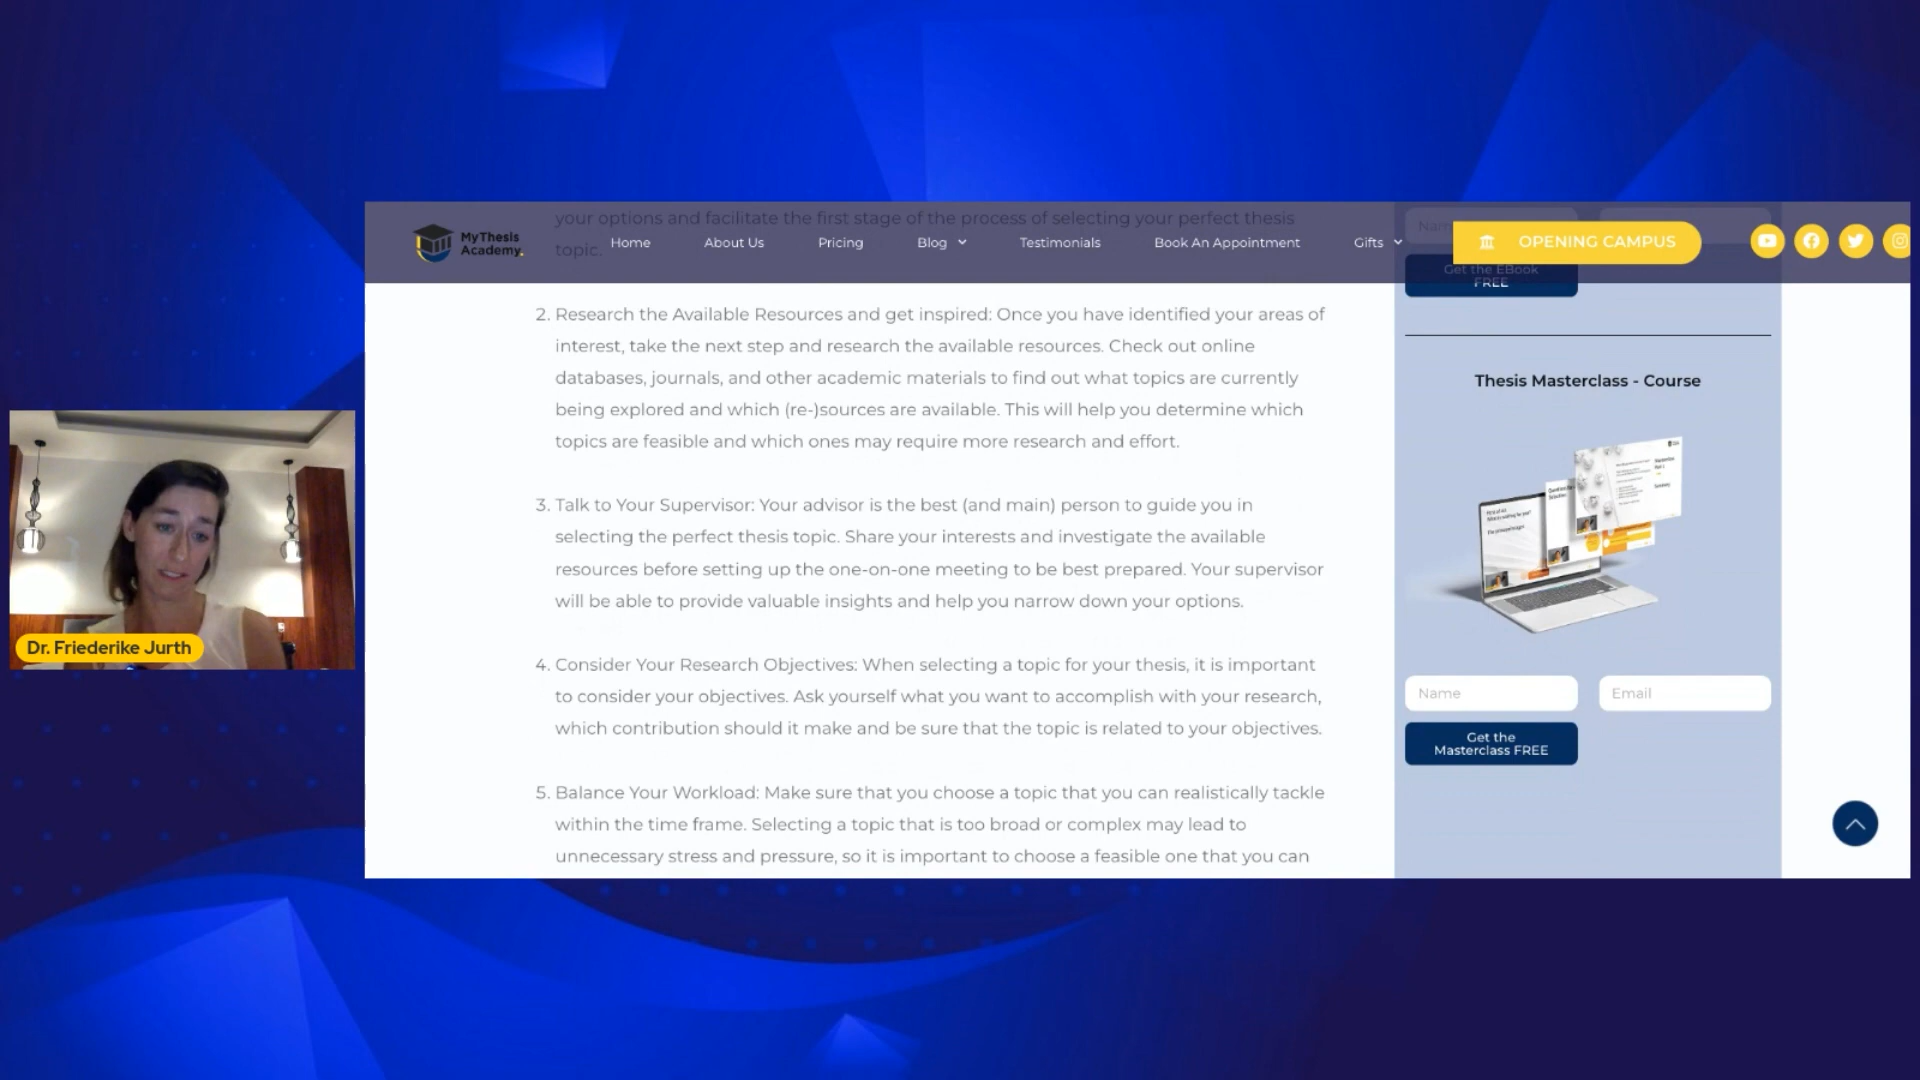 your options and facilitate the first stage of the process of selecting your perfect thesis
topic.
MyThesis
Academy.
Home
About Us
Pricing
Blog
Testimonials
Book An Appointment
Gifts
OPENING CAMPUS
Get the EBook
FREE
2. Research the Available Resources and get inspired: Once you have identified your areas of
interest, take the next step and research the available resources. Check out online
databases, journals, and other academic materials to find out what topics are currently
being explored and which (re-)sources are available. This will help you determine which
topics are feasible and which ones may require more research and effort.
3. Talk to Your Supervisor: Your advisor is the best (and main) person to guide you in
selecting the perfect thesis topic. Share your interests and investigate the available
resources before setting up the one-on-one meeting to be best prepared. Your supervisor
will be able to provide valuable insights and help you narrow down your options.
4. Consider Your Research Objectives: When selecting a topic for your thesis, it is important
to consider your objectives. Ask yourself what you want to accomplish with your research,
which contribution should it make and be sure that the topic is related to your objectives.
5. Balance Your Workload: Make sure that you choose a topic that you can realistically tackle
within the time frame. Selecting a topic that is too broad or complex may lead to
unnecessary stress and pressure, so it is important to choose a feasible one that you can
Thesis Masterclass - Course
Name
Email
Get the
Masterclass FREE
Dr. Friederike Jurth